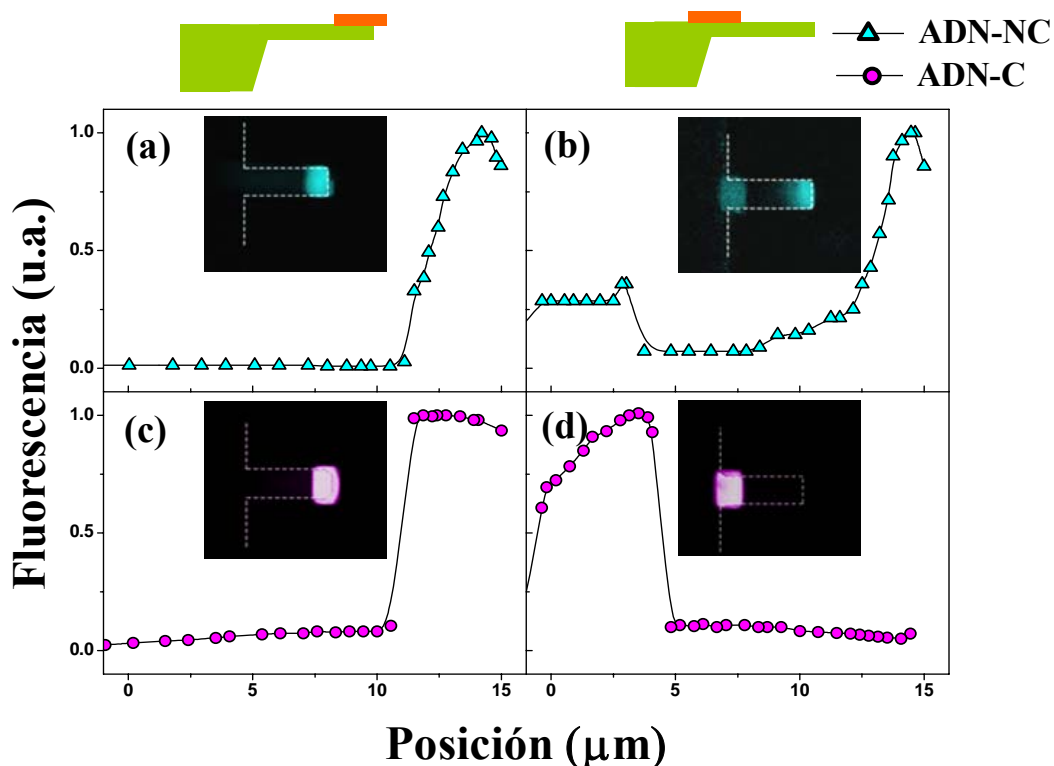 ADN-NC
ADN-C
(a)
(b)
1.0
0.5
0.0
(c)
(d)
1.0
0.5
0.0
0 5 10 15 0 5 10 15
Fluorescencia (u.a.)
Posición (μm)